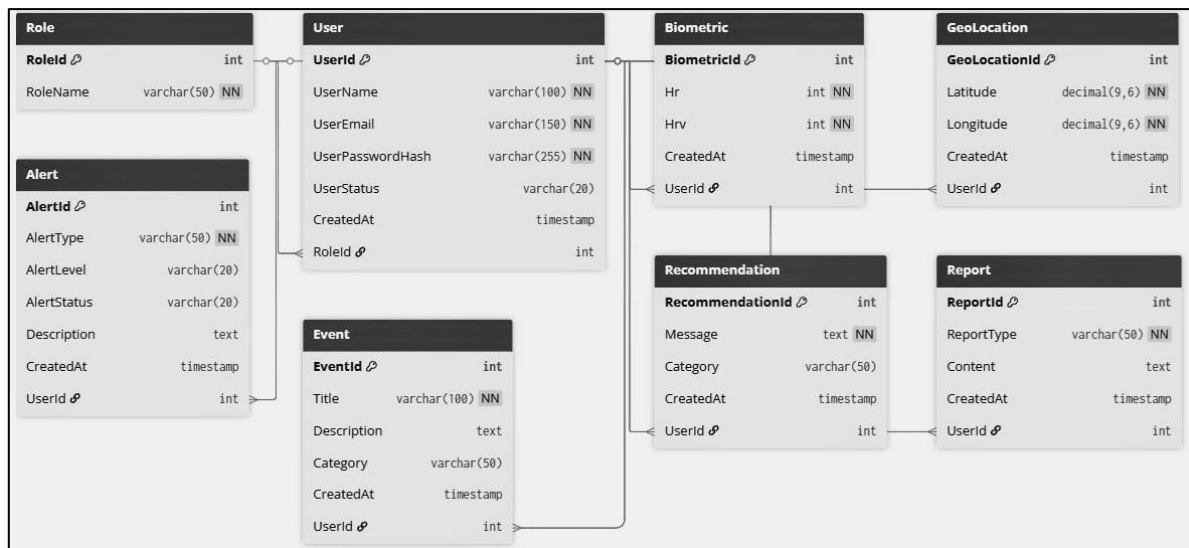 Role
RoleId int
RoleName varchar(50) NN
Alert
AlertId int
AlertType varchar(50) NN
AlertLevel varchar(20)
AlertStatus varchar(20)
Description text
CreatedAt timestamp
UserId int
User
UserId int
UserName varchar(100) NN
UserEmail varchar(150) NN
UserPasswordHash varchar(255) NN
UserStatus varchar(20)
CreatedAt timestamp
RoleId int
Event
EventId int
Title varchar(100) NN
Description text
Category varchar(50)
CreatedAt timestamp
UserId int
Biometric
BiometricId int
Hr int NN
Hrv int NN
CreatedAt timestamp
UserId int
Recommendation
RecommendationId int
Message text NN
Category varchar(50)
CreatedAt timestamp
UserId int
GeoLocation
GeoLocationId int
Latitude decimal(9,6) NN
Longitude decimal(9,6) NN
CreatedAt timestamp
UserId int
Report
ReportId int
ReportType varchar(50) NN
Content text
CreatedAt timestamp
UserId int